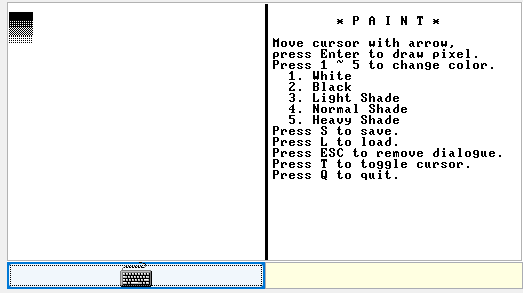 * P A I N T *
Move cursor with arrow,
press Enter to draw pixel.
Press 1 ~ 5 to change color.
1. White
2. Black
3. Light Shade
4. Normal Shade
5. Heavy Shade
Press S to save.
Press L to load.
Press ESC to remove dialogue.
Press T to toggle cursor.
Press Q to quit.